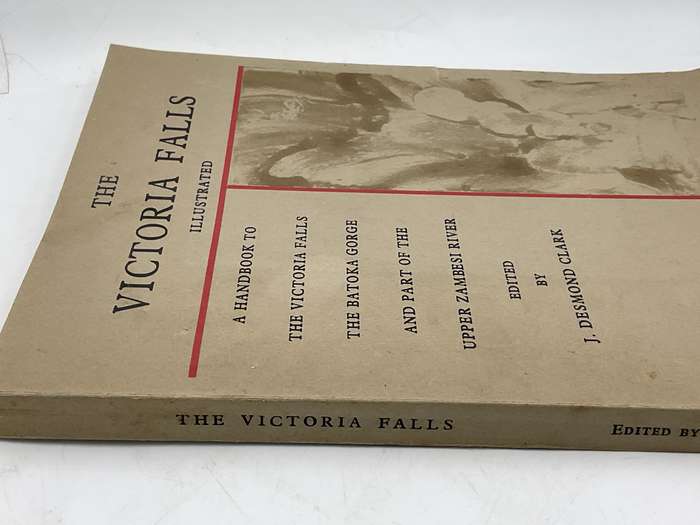 THE
VICTORIA FALLS
ILLUSTRATED
A HANDBOOK TO
THE VICTORIA FALLS
THE BATOKA GORGE
AND PART OF THE
UPPER ZAMBESI RIVER
EDITED
BY
J. DESMOND CLARK
THE VICTORIA FALLS EDITED BY